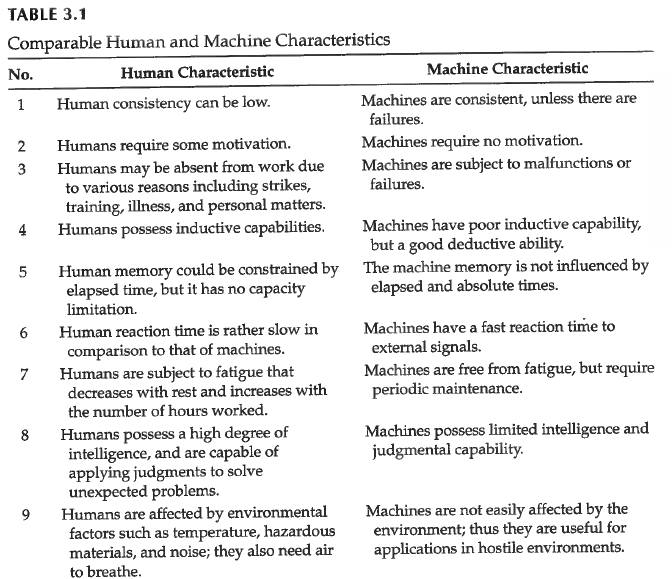 TABLE 3.1
Comparable Human and Machine Characteristics
No. Human Characteristic Machine Characteristic
1 Human consistency can be low. Machines are consistent, unless there are
failures.
2 Humans require some motivation. Machines require no motivation.
3 Humans may be absent from work due Machines are subject to malfunctions or
to various reasons including strikes, failures.
training, illness, and personal matters.
4 Humans possess inductive capabilities. Machines have poor inductive capability,
but a good deductive ability.
5 Human memory could be constrained by The machine memory is not influenced by
elapsed time, but it has no capacity elapsed and absolute times.
limitation.
6 Human reaction time is rather slow in Machines have a fast reaction time to
comparison to that of machines. external signals.
7 Humans are subject to fatigue that Machines are free from fatigue, but require
decreases with rest and increases with periodic maintenance.
the number of hours worked.
8 Humans possess a high degree of Machines possess limited intelligence and
intelligence, and are capable of judgmental capability.
applying judgments to solve
unexpected problems.
9 Humans are affected by environmental Machines are not easily affected by the
factors such as temperature, hazardous environment; thus they are useful for
materials, and noise; they also need air applications in hostile environments.
to breathe.